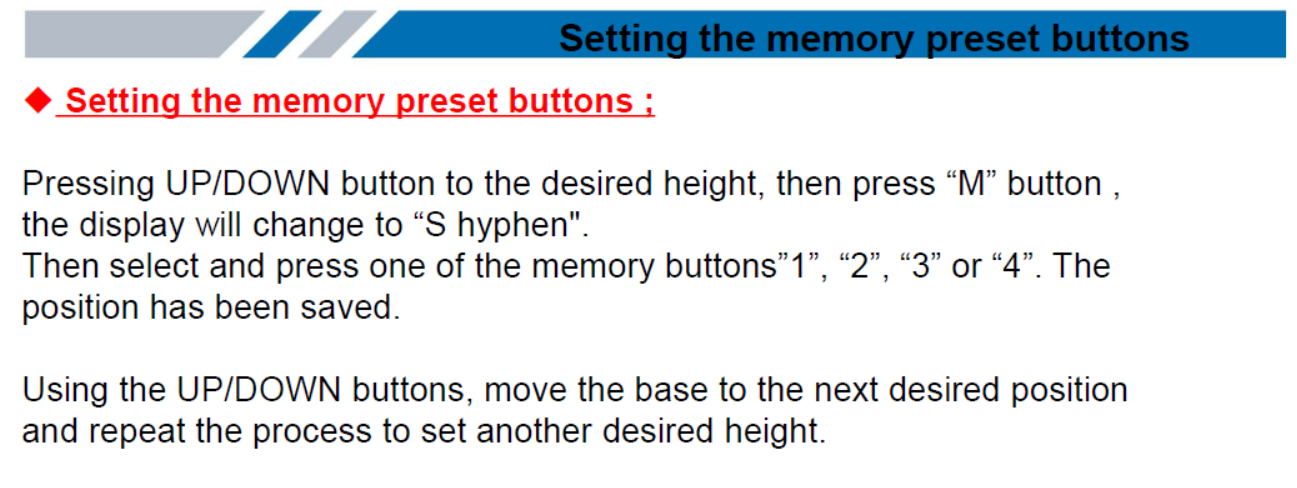 Setting the memory preset buttons
◆ Setting the memory preset buttons ;
Pressing UP/DOWN button to the desired height, then press “M” button ,
the display will change to “S hyphen".
Then select and press one of the memory buttons”1”, “2”, “3” or “4”. The
position has been saved.
Using the UP/DOWN buttons, move the base to the next desired position
and repeat the process to set another desired height.